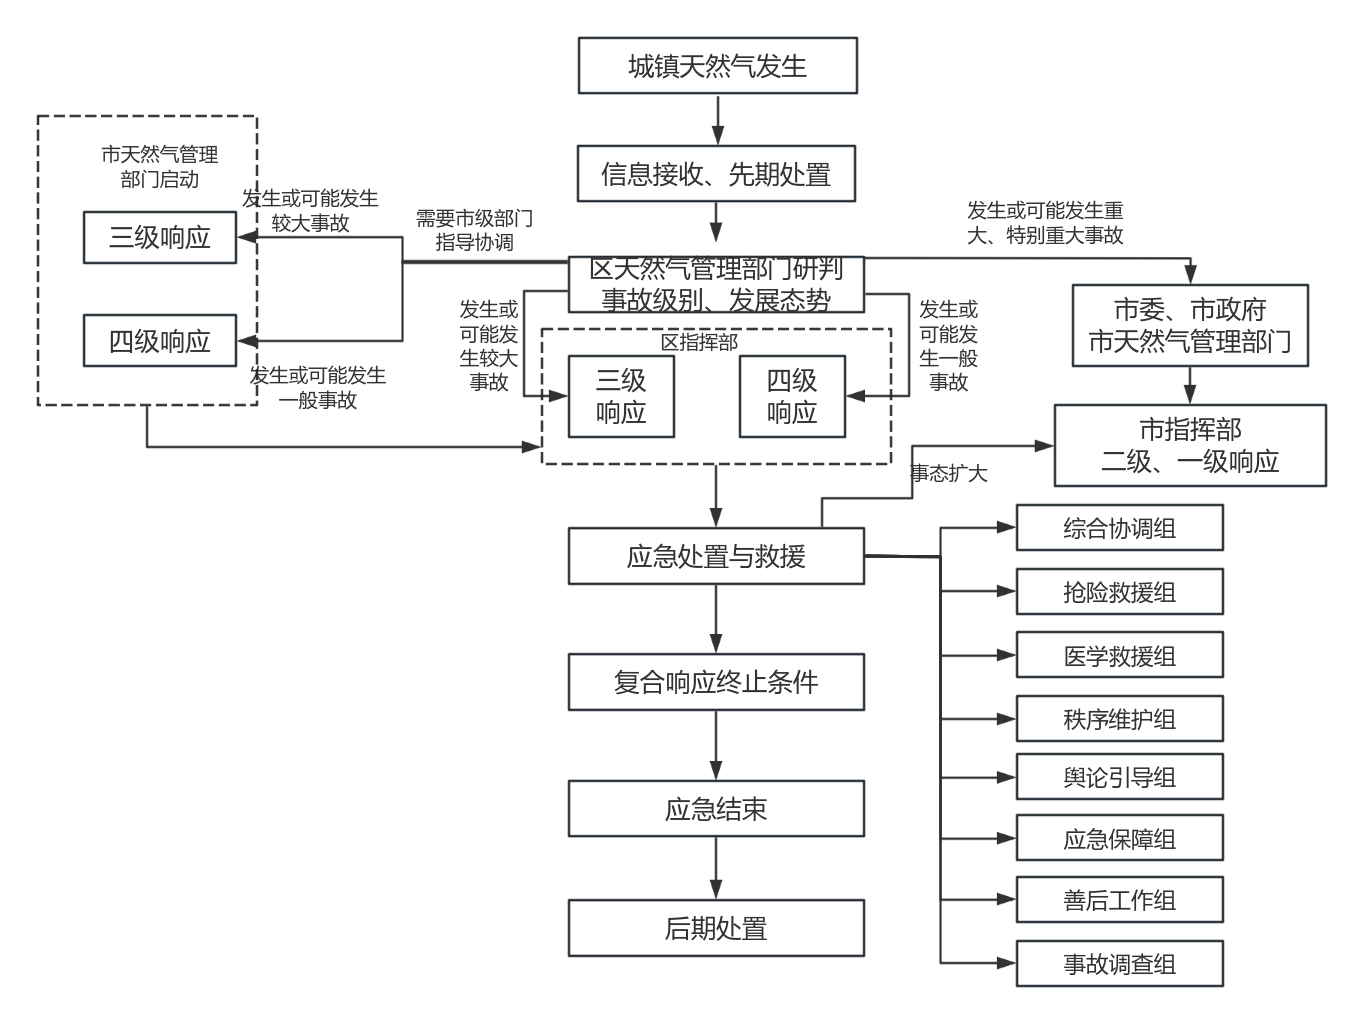 城镇天然气发生
信息接收、先期处置
市天然气管理
部门启动
发生或可能发生
较大事故
三级响应
需要市级部门
指导协调
发生或可能发生重
大、特别重大事故
区天然气管理部门研判
事故级别、发展态势
市委、市政府
市天然气管理部门
四级响应
发生或可能发生
一般事故
发生或
可能发
生较大
事故
区指挥部
三级
响应
四级
响应
发生或
可能发
生一般
事故
市指挥部
二级、一级响应
事态扩大
应急处置与救援
综合协调组
抢险救援组
医学救援组
秩序维护组
舆论引导组
应急保障组
善后工作组
事故调查组
复合响应终止条件
应急结束
后期处置